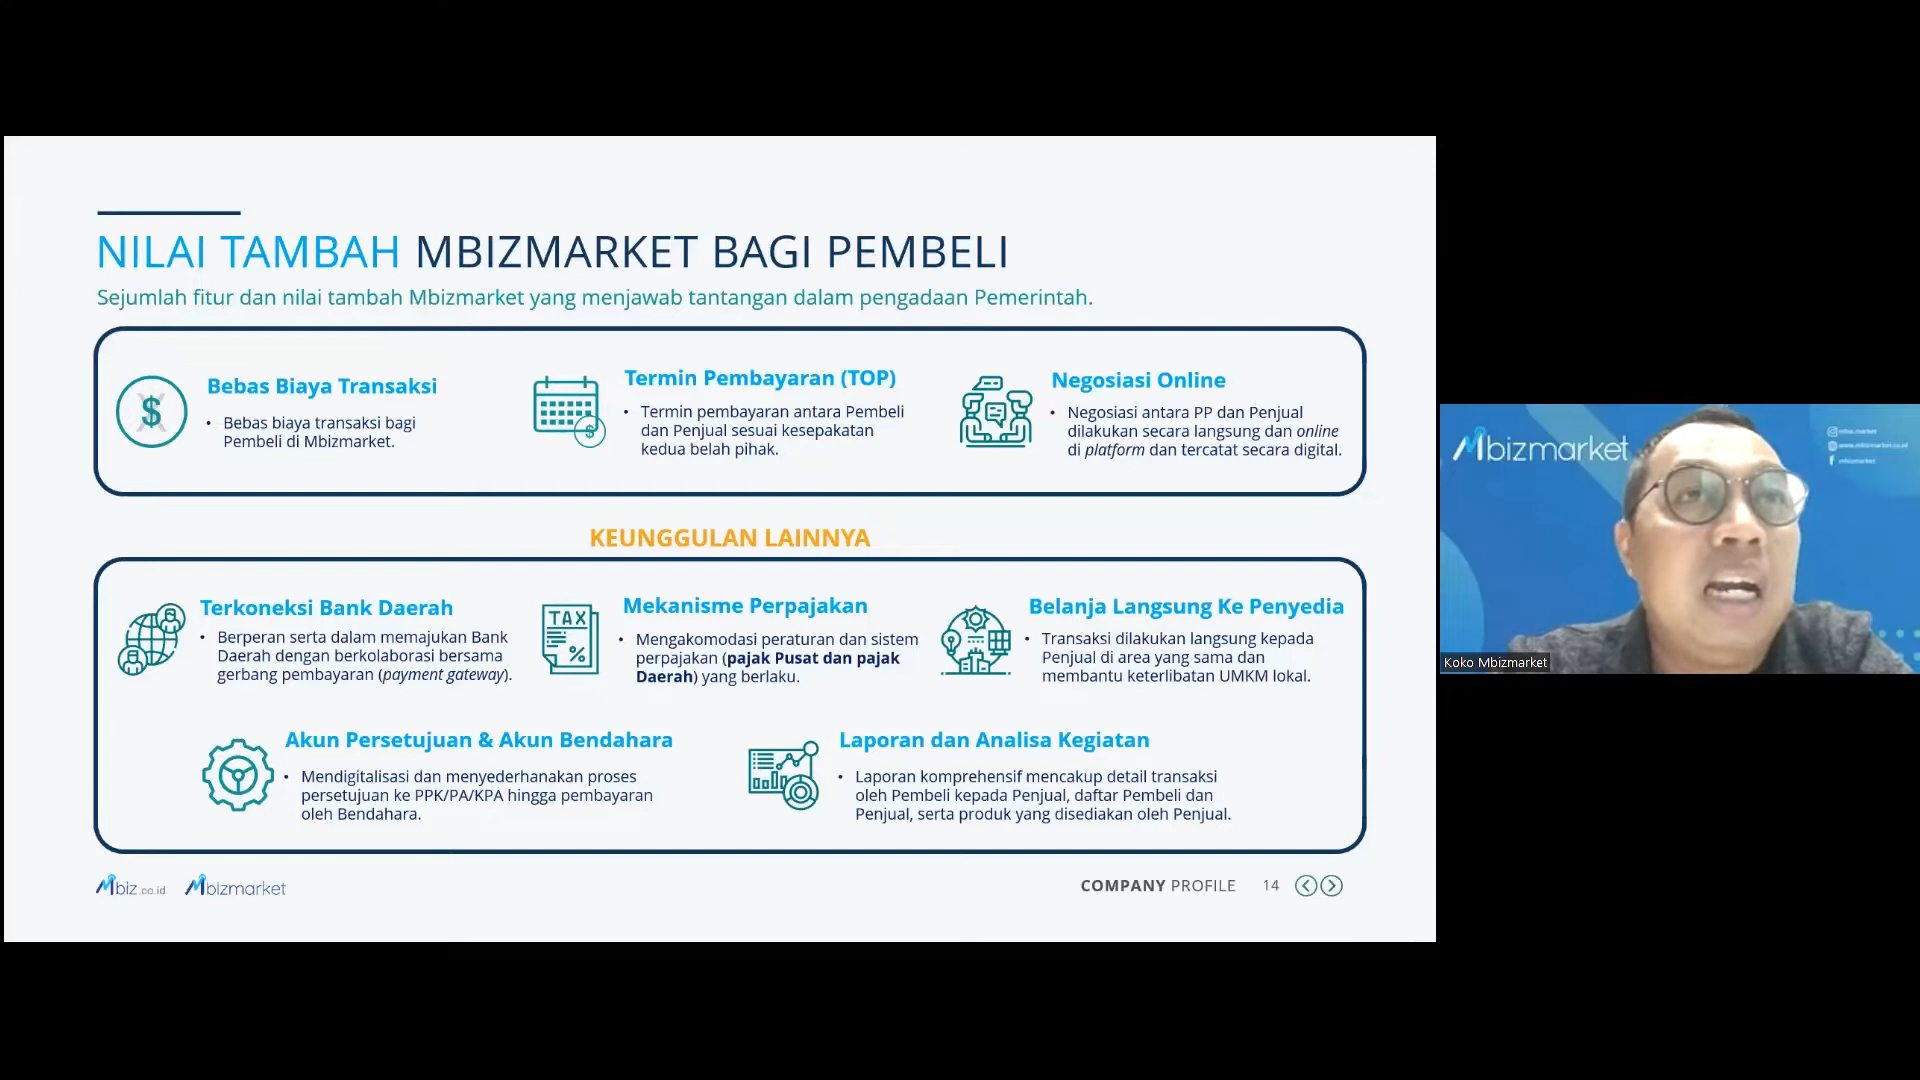 NILAI TAMBAH MBIZMARKET BAGI PEMBELI
Sejumlah fitur dan nilai tambah Mbizmarket yang menjawab tantangan dalam pengadaan Pemerintah.
Bebas Biaya Transaksi
• Bebas biaya transaksi bagi
Pembeli di Mbizmarket.
Termin Pembayaran (TOP)
• Termin pembayaran antara Pembeli
dan Penjual sesuai kesepakatan
kedua belah pihak.
Negosiasi Online
• Negosiasi antara PP dan Penjual
dilakukan secara langsung dan online
di platform dan tercatat secara digital.
KEUNGGULAN LAINNYA
Terkoneksi Bank Daerah
• Berperan serta dalam memajukan Bank
Daerah dengan berkolaborasi bersama
gerbang pembayaran (payment gateway).
TAX
%
Mekanisme Perpajakan
• Mengakomodasi peraturan dan sistem
perpajakan (pajak Pusat dan pajak
Daerah) yang berlaku.
Belanja Langsung Ke Penyedia
• Transaksi dilakukan langsung kepada
Penjual di area yang sama dan
membantu keterlibatan UMKM lokal.
Akun Persetujuan & Akun Bendahara
• Mendigitalisasi dan menyederhanakan proses
persetujuan ke PPK/PA/KPA hingga pembayaran
oleh Bendahara.
Laporan dan Analisa Kegiatan
• Laporan komprehensif mencakup detail transaksi
oleh Pembeli kepada Penjual, daftar Pembeli dan
Penjual, serta produk yang disediakan oleh Penjual.
Mbiz.co.id Mbizmarket
COMPANY PROFILE 14
Mbizmarket
www.mbizmarket.co.id
mbizmarket
Koko Mbizmarket